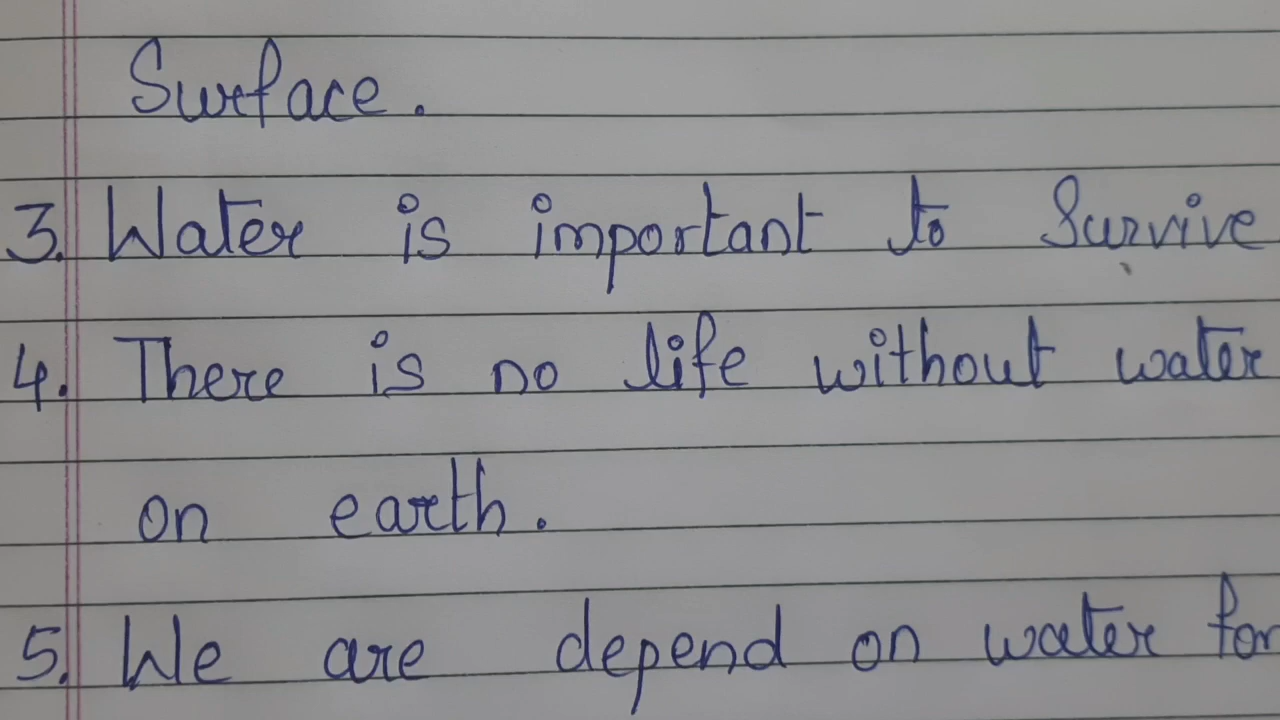 Surface.
3. Water is important to Survive
4. There is no life without water
on earth.
5. We are depend on water for